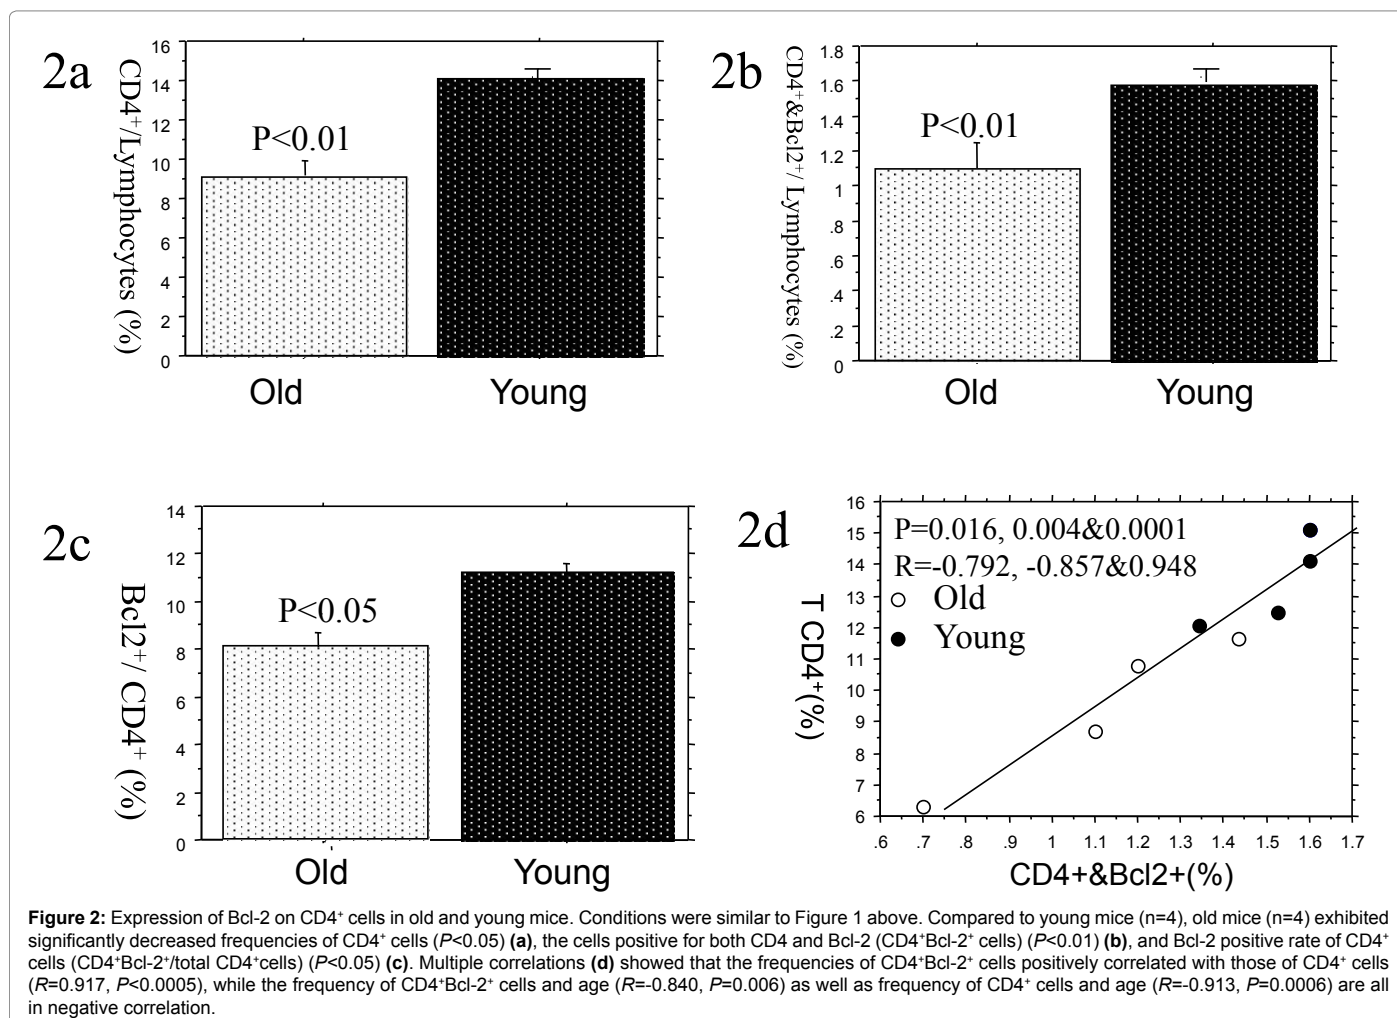 2a
CD4⁺/Lymphocytes (%)
16
14
12
10
8
6
4
2
0
P<0.01
Old
Young
2b
CD4⁺&Bcl2⁺/ Lymphocytes (%)
1.8
1.6
1.4
1.2
1
.8
.6
.4
.2
0
P<0.01
Old
Young
2c
Bcl2⁺/ CD4⁺ (%)
14
12
10
8
6
4
2
0
P<0.05
Old
Young
2d
T CD4⁺(%)
16
15
14
13
12
11
10
9
8
7
6
P=0.016, 0.004&0.0001
R=-0.792, -0.857&0.948
Old
Young
.6 .7 .8 .9 1 1.1 1.2 1.3 1.4 1.5 1.6 1.7
CD4+&Bcl2+(%)
Figure 2: Expression of Bcl-2 on CD4⁺ cells in old and young mice. Conditions were similar to Figure 1 above. Compared to young mice (n=4), old mice (n=4) exhibited
significantly decreased frequencies of CD4⁺ cells (P<0.05) (a), the cells positive for both CD4 and Bcl-2 (CD4⁺Bcl-2⁺ cells) (P<0.01) (b), and Bcl-2 positive rate of CD4⁺
cells (CD4⁺Bcl-2⁺/total CD4⁺cells) (P<0.05) (c). Multiple correlations (d) showed that the frequencies of CD4⁺Bcl-2⁺ cells positively correlated with those of CD4⁺ cells
(R=0.917, P<0.0005), while the frequency of CD4⁺Bcl-2⁺ cells and age (R=-0.840, P=0.006) as well as frequency of CD4⁺ cells and age (R=-0.913, P=0.0006) are all
in negative correlation.